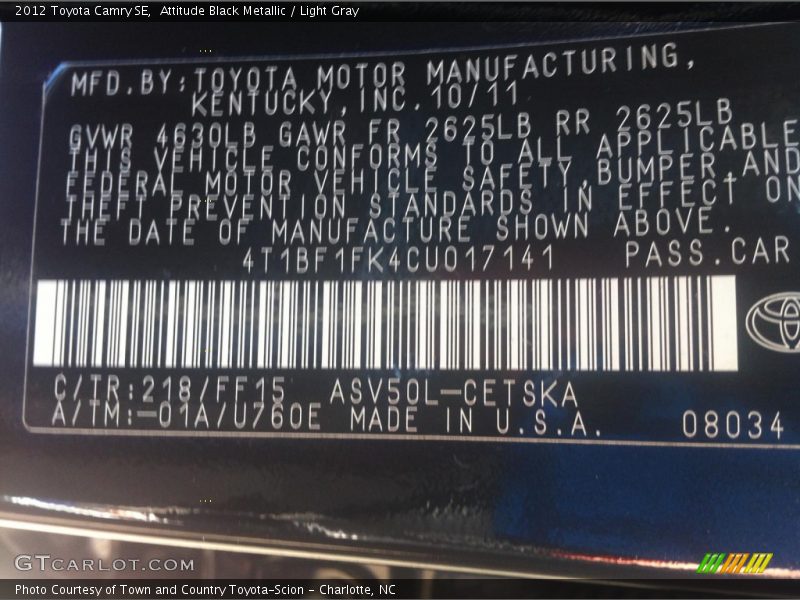 2012 Toyota Camry SE,  Attitude Black Metallic / Light Gray
MFD.BY:TOYOTA MOTOR MANUFACTURING,
KENTUCKY,INC.10/11
GVWR 4630LB GAWR FR 2625LB RR 2625LB
THIS VEHICLE CONFORMS TO ALL APPLICABLE
FEDERAL MOTOR VEHICLE SAFETY,BUMPER,AND
THEFT PREVENTION STANDARDS IN EFFECT ON
THE DATE OF MANUFACTURE SHOWN ABOVE.
4T1BF1FK4CU017141 PASS.CAR
C/TR:218/FF15 ASV50L-CETSKA
A/TM:-01A/U760E MADE IN U.S.A. 08034
GTCARLOT.COM
Photo Courtesy of Town and Country Toyota-Scion - Charlotte, NC